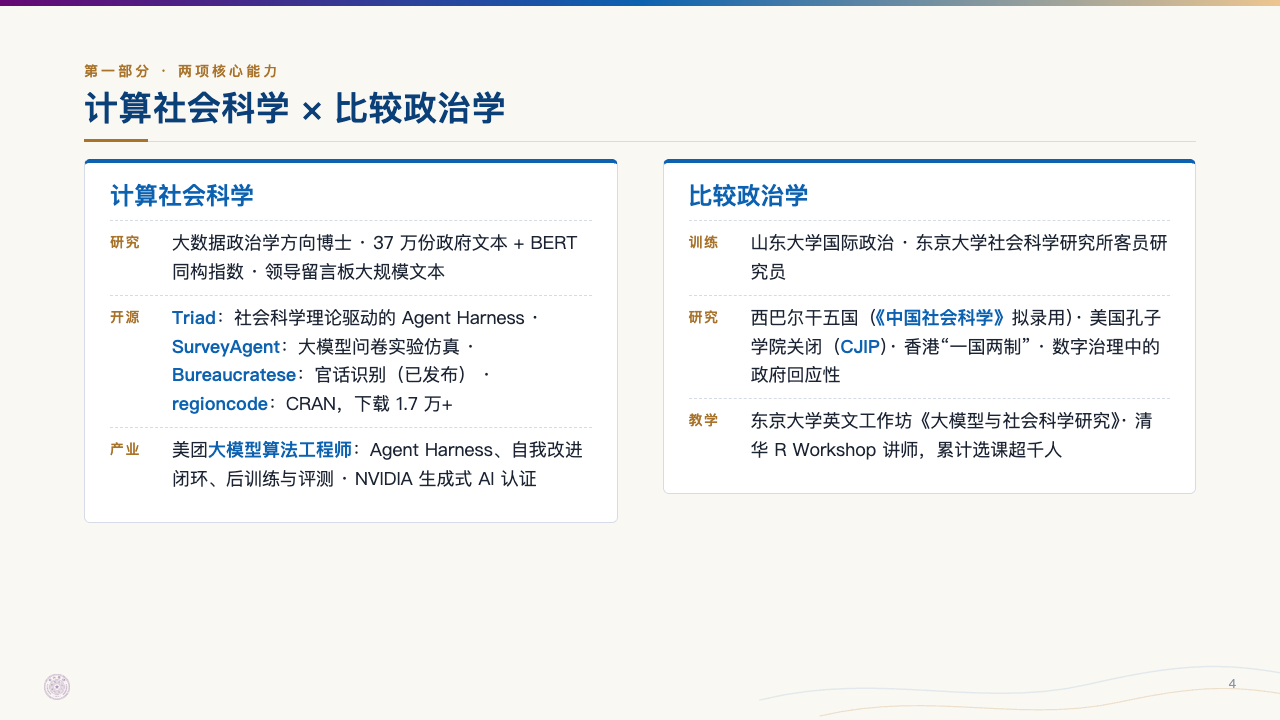 第一部分 · 两项核心能力
计算社会科学 × 比较政治学
计算社会科学
研究
大数据政治学方向博士 · 37 万份政府文本 + BERT
同构指数 · 领导留言板大规模文本
开源
Triad：社会科学理论驱动的 Agent Harness ·
SurveyAgent：大模型问卷实验仿真 ·
Bureaucratese：官话识别（已发布） ·
regioncode：CRAN，下载 1.7 万+
产业
美团大模型算法工程师：Agent Harness、自我改进
闭环、后训练与评测 · NVIDIA 生成式 AI 认证
比较政治学
训练
山东大学国际政治 · 东京大学社会科学研究所客员研
究员
研究
西巴尔干五国（《中国社会科学》拟录用）· 美国孔子
学院关闭（CJIP）· 香港“一国两制” · 数字治理中的
政府回应性
教学
东京大学英文工作坊《大模型与社会科学研究》· 清
华 R Workshop 讲师，累计选课超千人
4